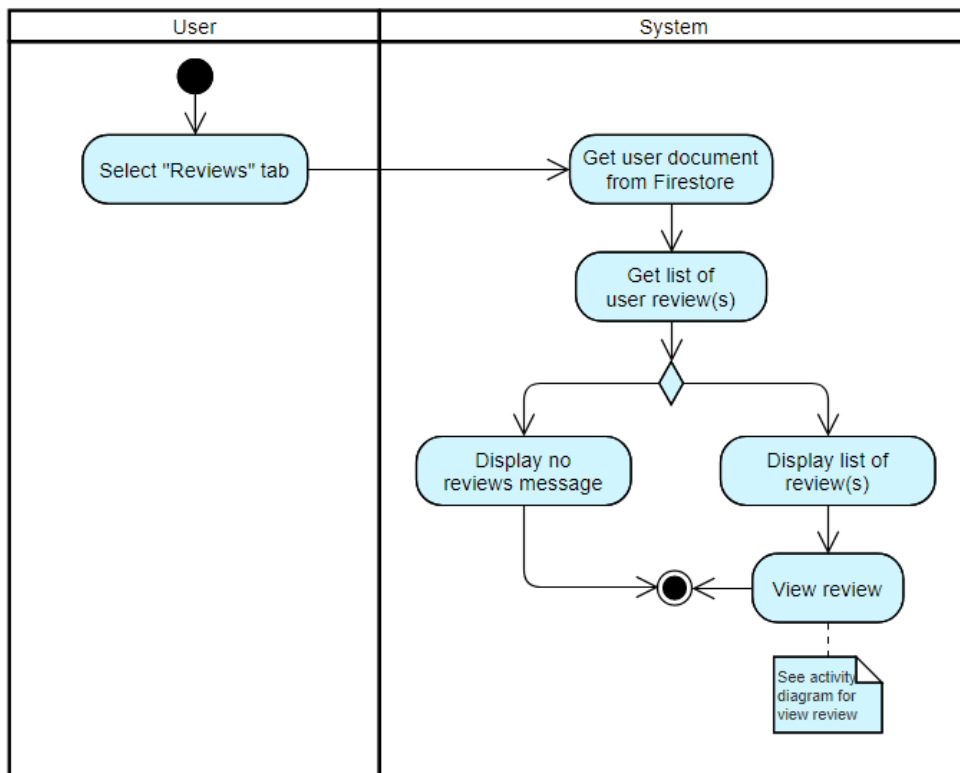 User
System
Select "Reviews" tab
Get user document
from Firestore
Get list of
user review(s)
Display no
reviews message
Display list of
review(s)
View review
See activity
diagram for
view review